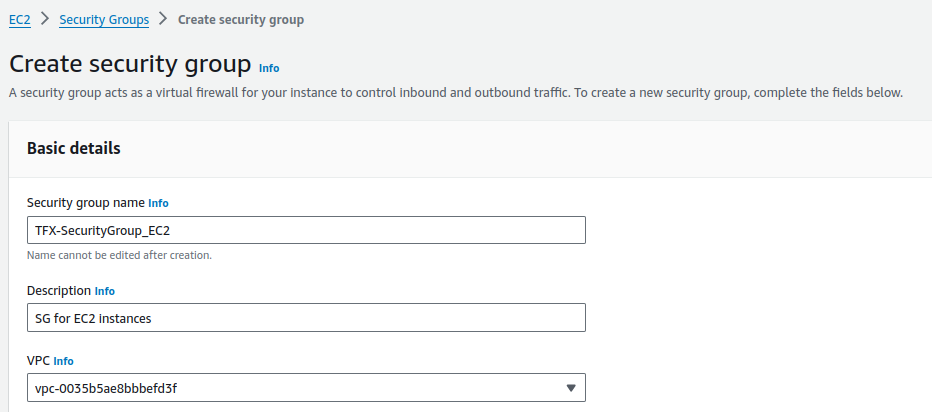 EC2 > Security Groups > Create security group
Create security group Info
A security group acts as a virtual firewall for your instance to control inbound and outbound traffic. To create a new security group, complete the fields below.
Basic details
Security group name Info
TFX-SecurityGroup_EC2
Name cannot be edited after creation.
Description Info
SG for EC2 instances
VPC Info
vpc-0035b5ae8bbbefd3f